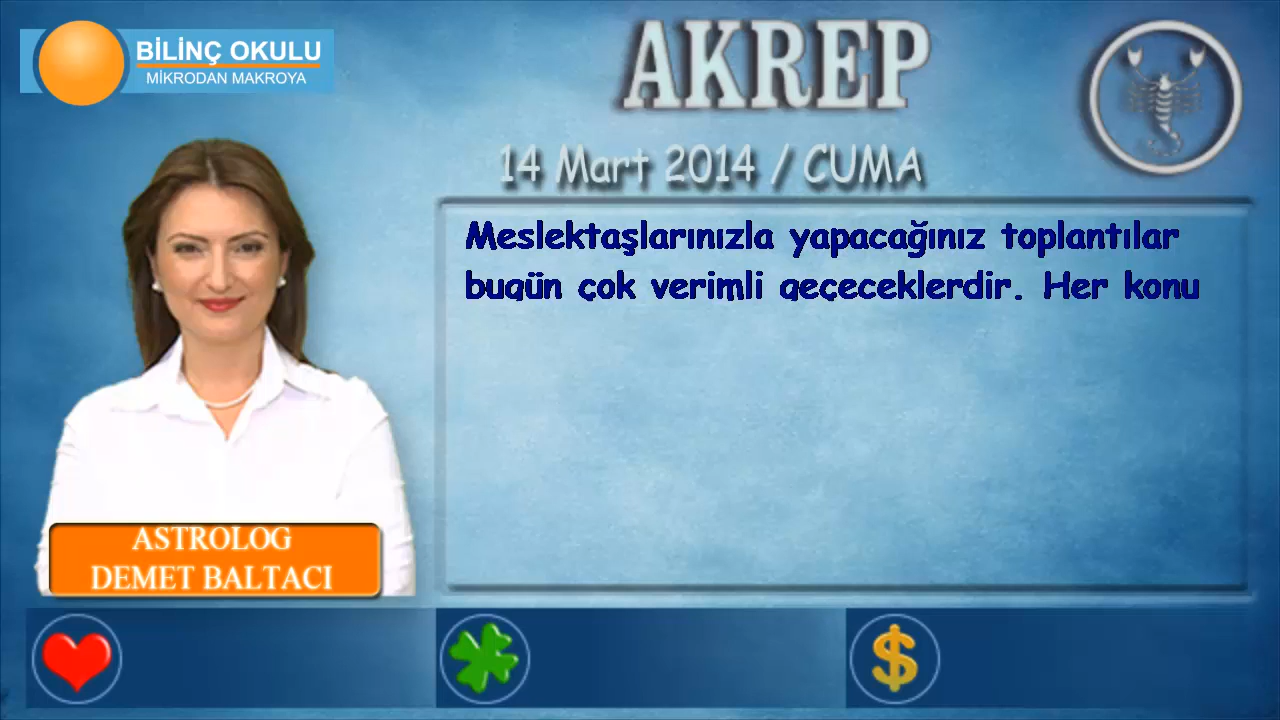 BİLİNÇ OKULU
MİKRODAN MAKROYA
AKREP
14 Mart 2014 / CUMA
Meslektaşlarınızla yapacağınız toplantılar
bugün çok verimli geçeceklerdir. Her konu
ASTROLOG
DEMET BALTACI